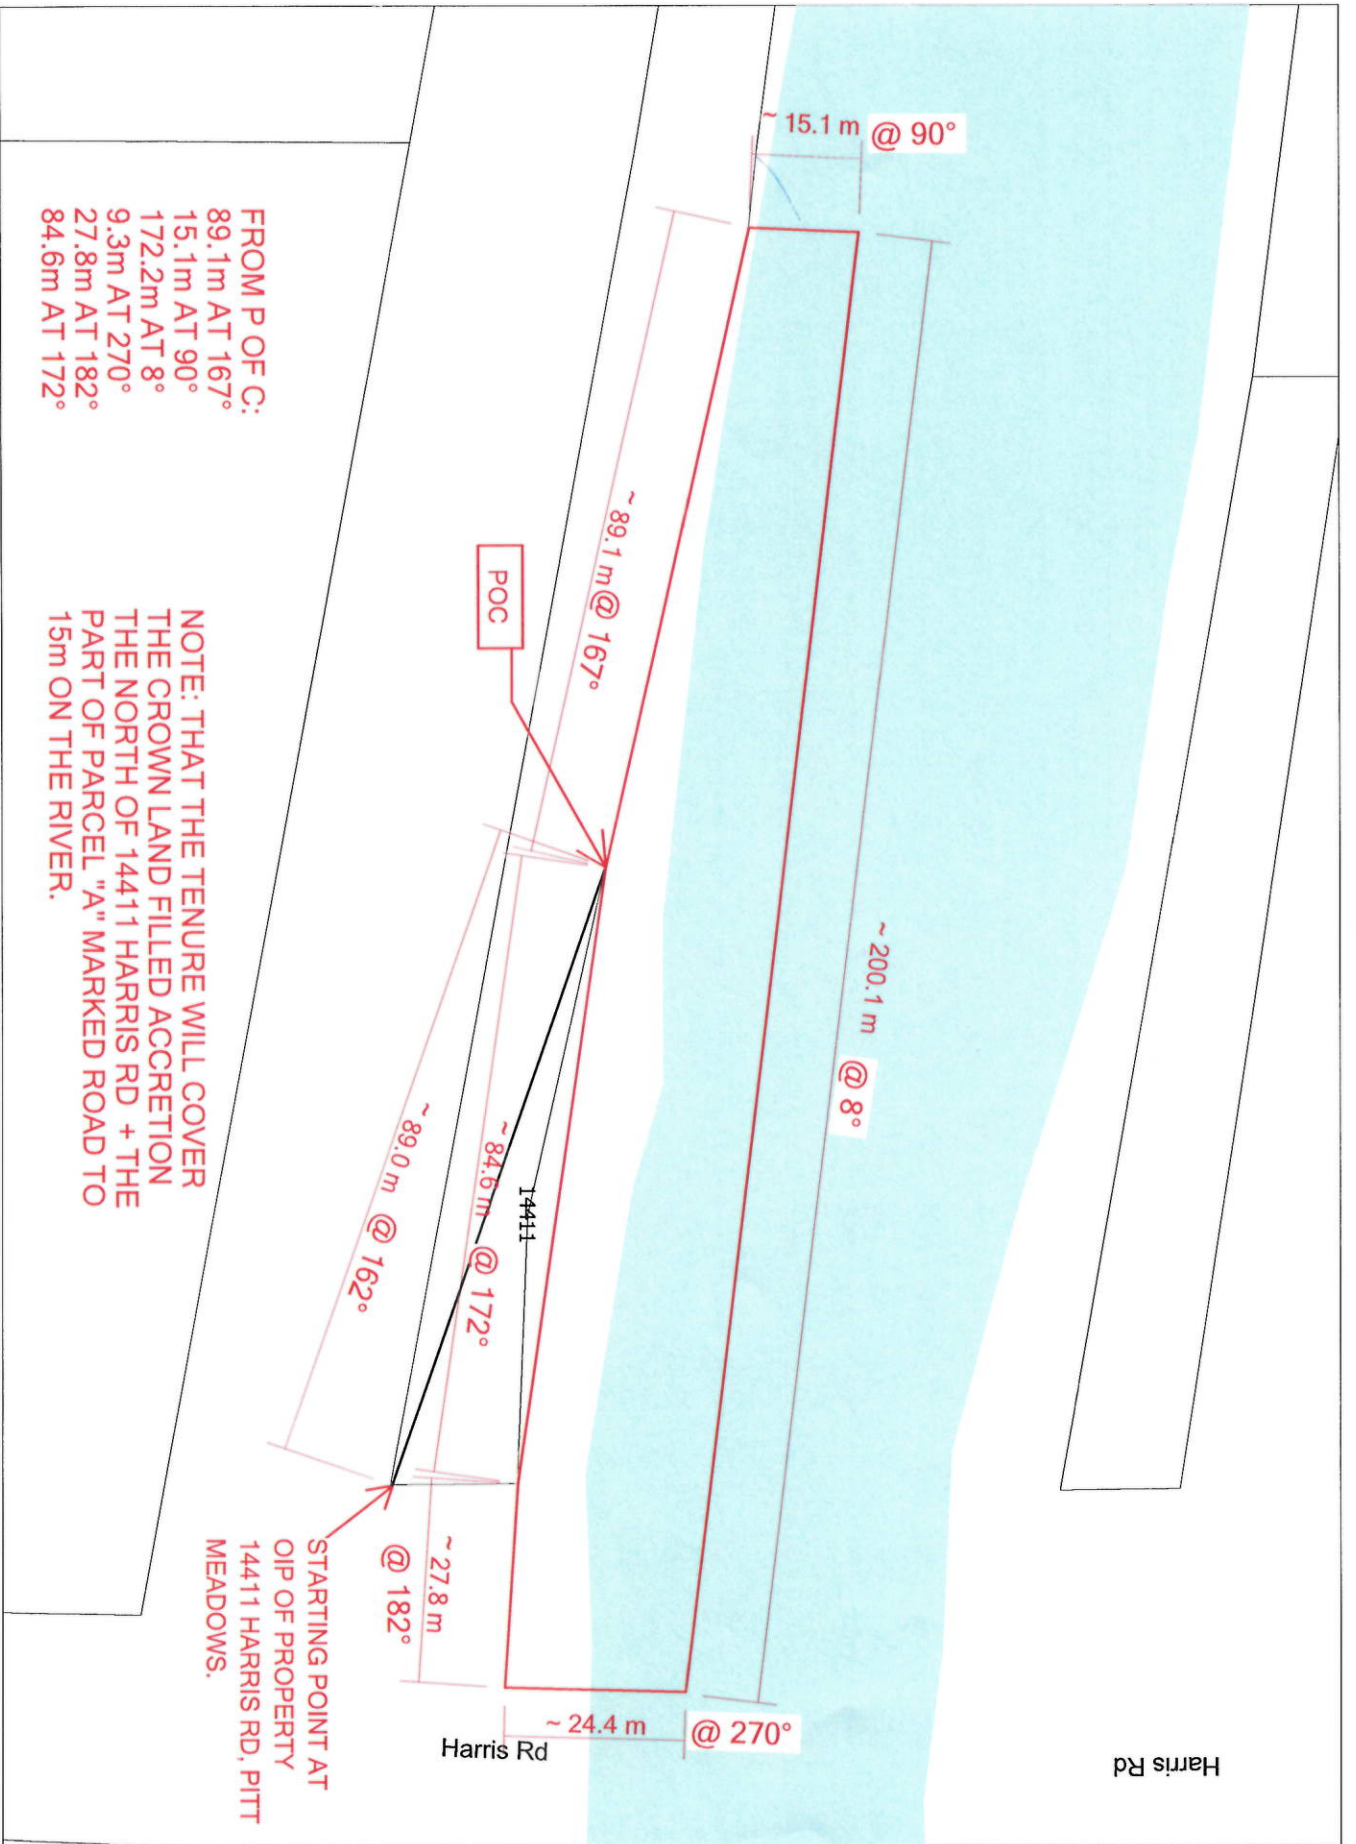 ~ 15.1 m @ 90°
~ 200.1 m @ 8°
~ 89.1 m @ 167°
POC
14411
~ 84.6 m @ 172°
~ 89.0 m @ 162°
~ 27.8 m
@ 182°
~ 24.4 m @ 270°
Harris Rd
Harris Rd
STARTING POINT AT
OIP OF PROPERTY
14411 HARRIS RD, PITT
MEADOWS.
FROM P OF C:
89.1m AT 167°
15.1m AT 90°
172.2m AT 8°
9.3m AT 270°
27.8m AT 182°
84.6m AT 172°
NOTE: THAT THE TENURE WILL COVER
THE CROWN LAND FILLED ACCRETION
THE NORTH OF 14411 HARRIS RD + THE
PART OF PARCEL "A" MARKED ROAD TO
15m ON THE RIVER.